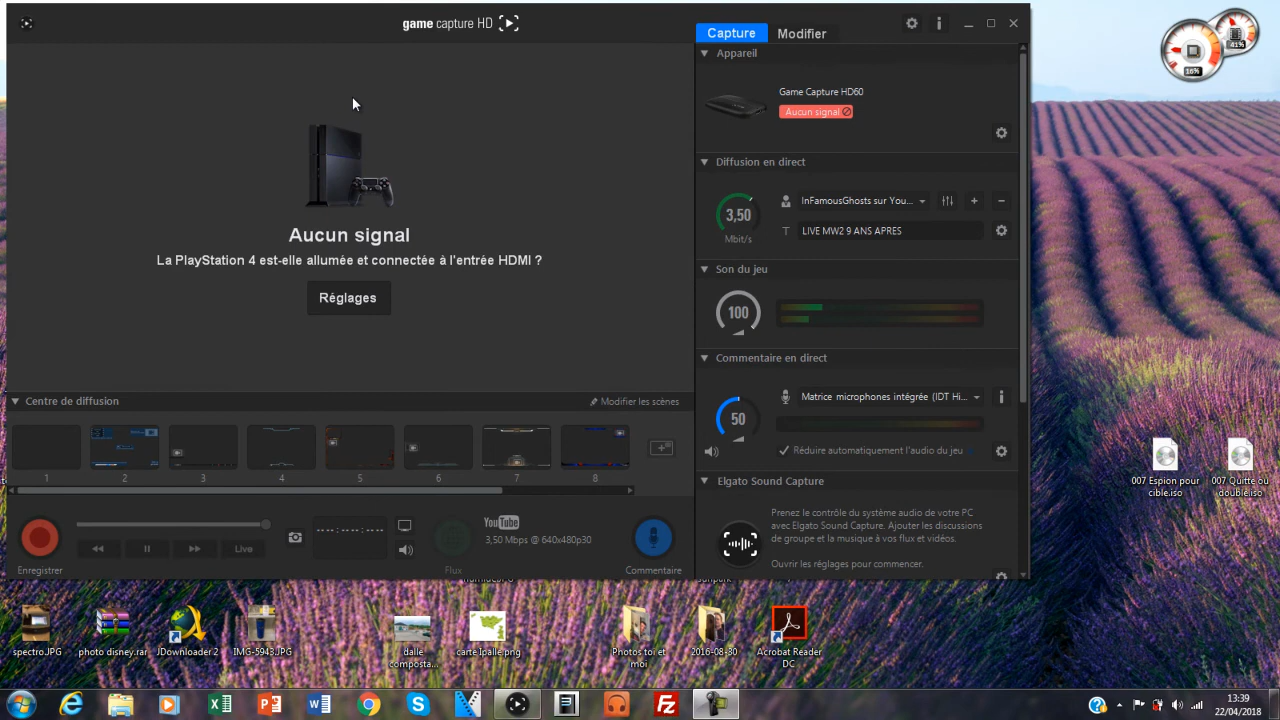 game capture HD
Capture
Modifier
Appareil
Game Capture HD60
Aucun signal
Aucun signal
La PlayStation 4 est-elle allumée et connectée à l'entrée HDMI ?
Réglages
Diffusion en direct
3,50
Mbit/s
InFamousGhosts sur You...
T LIVE MW2 9 ANS APRES
Son du jeu
100
Commentaire en direct
50
Matrice microphones intégrée (IDT Hi...
Réduire automatiquement l'audio du jeu
Elgato Sound Capture
Prenez le contrôle du système audio de votre PC
avec Elgato Sound Capture. Ajouter les discussions
de groupe et la musique à vos flux et vidéos.
Ouvrir les réglages pour commencer.
Centre de diffusion
Modifier les scènes
1 2 3 4 5 6 7 8
Enregistrer
Live
--:--:--
Flux
YouTube
3,50 Mbps @ 640x480p30
Commentaire
16%
41%
007 Espion pour
cible.iso
007 Quitte ou
double.iso
spectro.JPG
photo disney.rar
JDownloader 2
IMG-5943.JPG
dalle
composta...
carte Ipalle.png
Photos toi et
moi
2016-08-30
Acrobat Reader
DC
13:39
22/04/2018